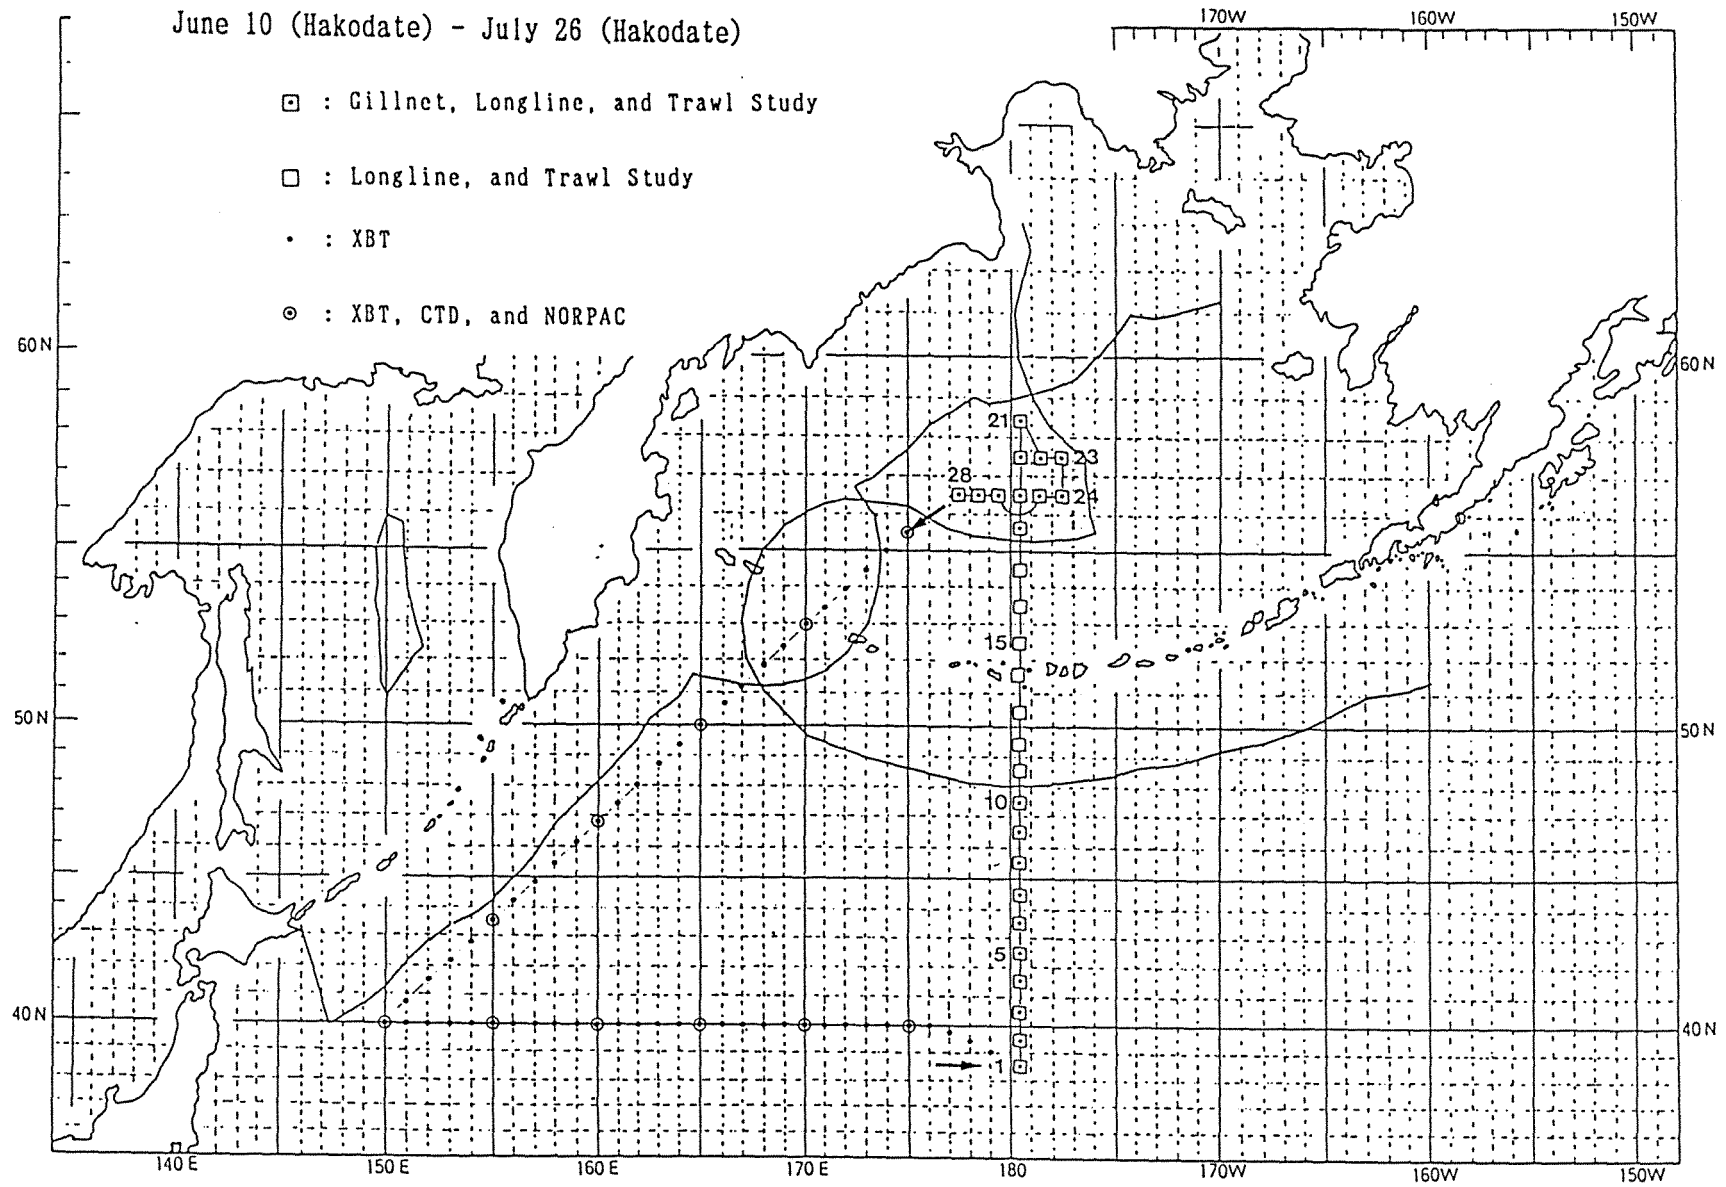 June 10 (Hakodate) - July 26 (Hakodate)
170W 160W 150W
: Gillnet, Longline, and Trawl Study
: Longline, and Trawl Study
: XBT
: XBT, CTD, and NORPAC
60N
60N
21
23
28
24
15
50N
50N
10
5
40N
40N
1
140E 150E 160E 170E 180 170W 160W 150W